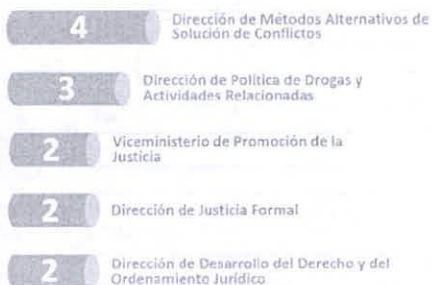 4
Dirección de Métodos Alternativos de
Solución de Conflictos
3
Dirección de Política de Drogas y
Actividades Relacionadas
2
Viceministerio de Promoción de la
Justicia
2
Dirección de Justicia Formal
2
Dirección de Desarrollo del Derecho y del
Ordenamiento Jurídico